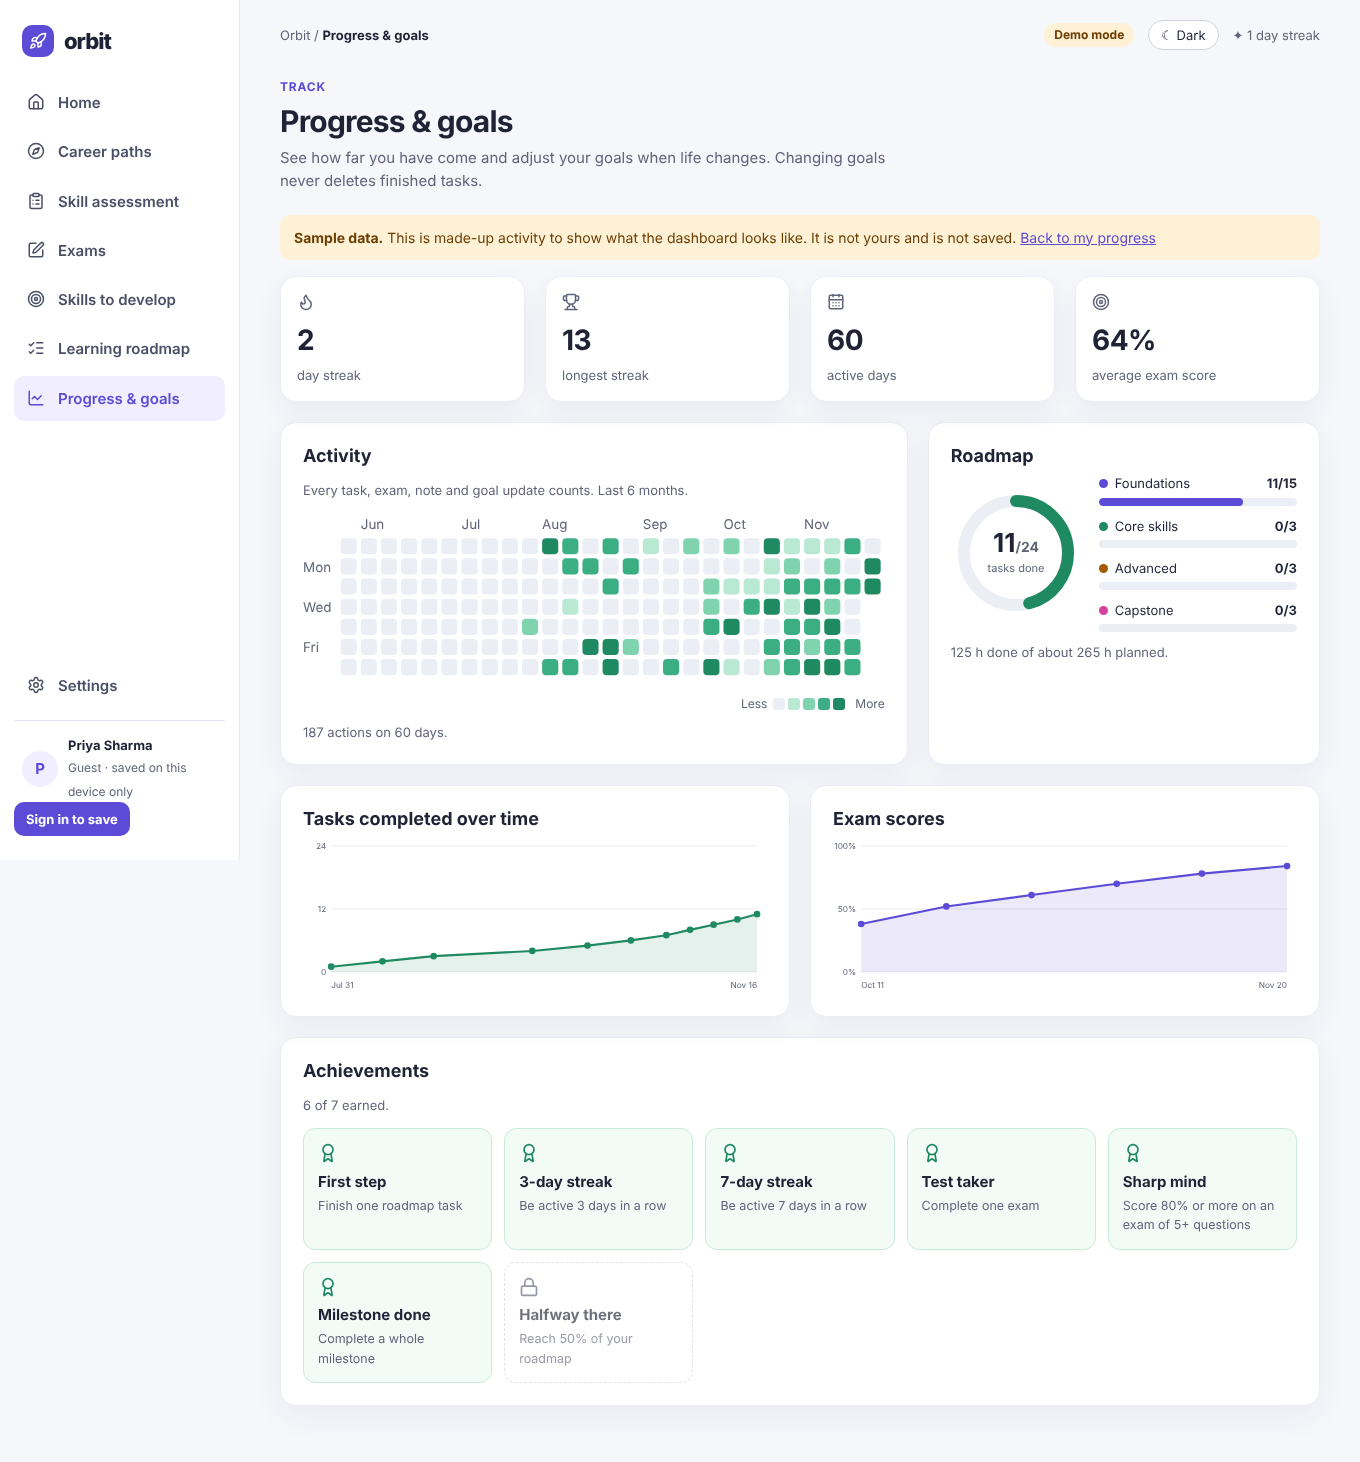 orbit
Home
Career paths
Skill assessment
Exams
Skills to develop
Learning roadmap
Progress & goals
Settings
P
Priya Sharma
Guest · saved on this
device only
Sign in to save
Orbit / Progress & goals
Demo mode
☾ Dark
✦ 1 day streak
TRACK
Progress & goals
See how far you have come and adjust your goals when life changes. Changing goals
never deletes finished tasks.
Sample data. This is made-up activity to show what the dashboard looks like. It is not yours and is not saved. Back to my progress
2
day streak
13
longest streak
60
active days
64%
average exam score
Activity
Every task, exam, note and goal update counts. Last 6 months.
Jun Jul Aug Sep Oct Nov
Mon
Wed
Fri
Less More
187 actions on 60 days.
Roadmap
11/24
tasks done
Foundations 11/15
Core skills 0/3
Advanced 0/3
Capstone 0/3
125 h done of about 265 h planned.
Tasks completed over time
24
12
0
Jul 31 Nov 16
Exam scores
100%
50%
0%
Oct 11 Nov 20
Achievements
6 of 7 earned.
First step
Finish one roadmap task
3-day streak
Be active 3 days in a row
7-day streak
Be active 7 days in a row
Test taker
Complete one exam
Sharp mind
Score 80% or more on an
exam of 5+ questions
Milestone done
Complete a whole
milestone
Halfway there
Reach 50% of your
roadmap